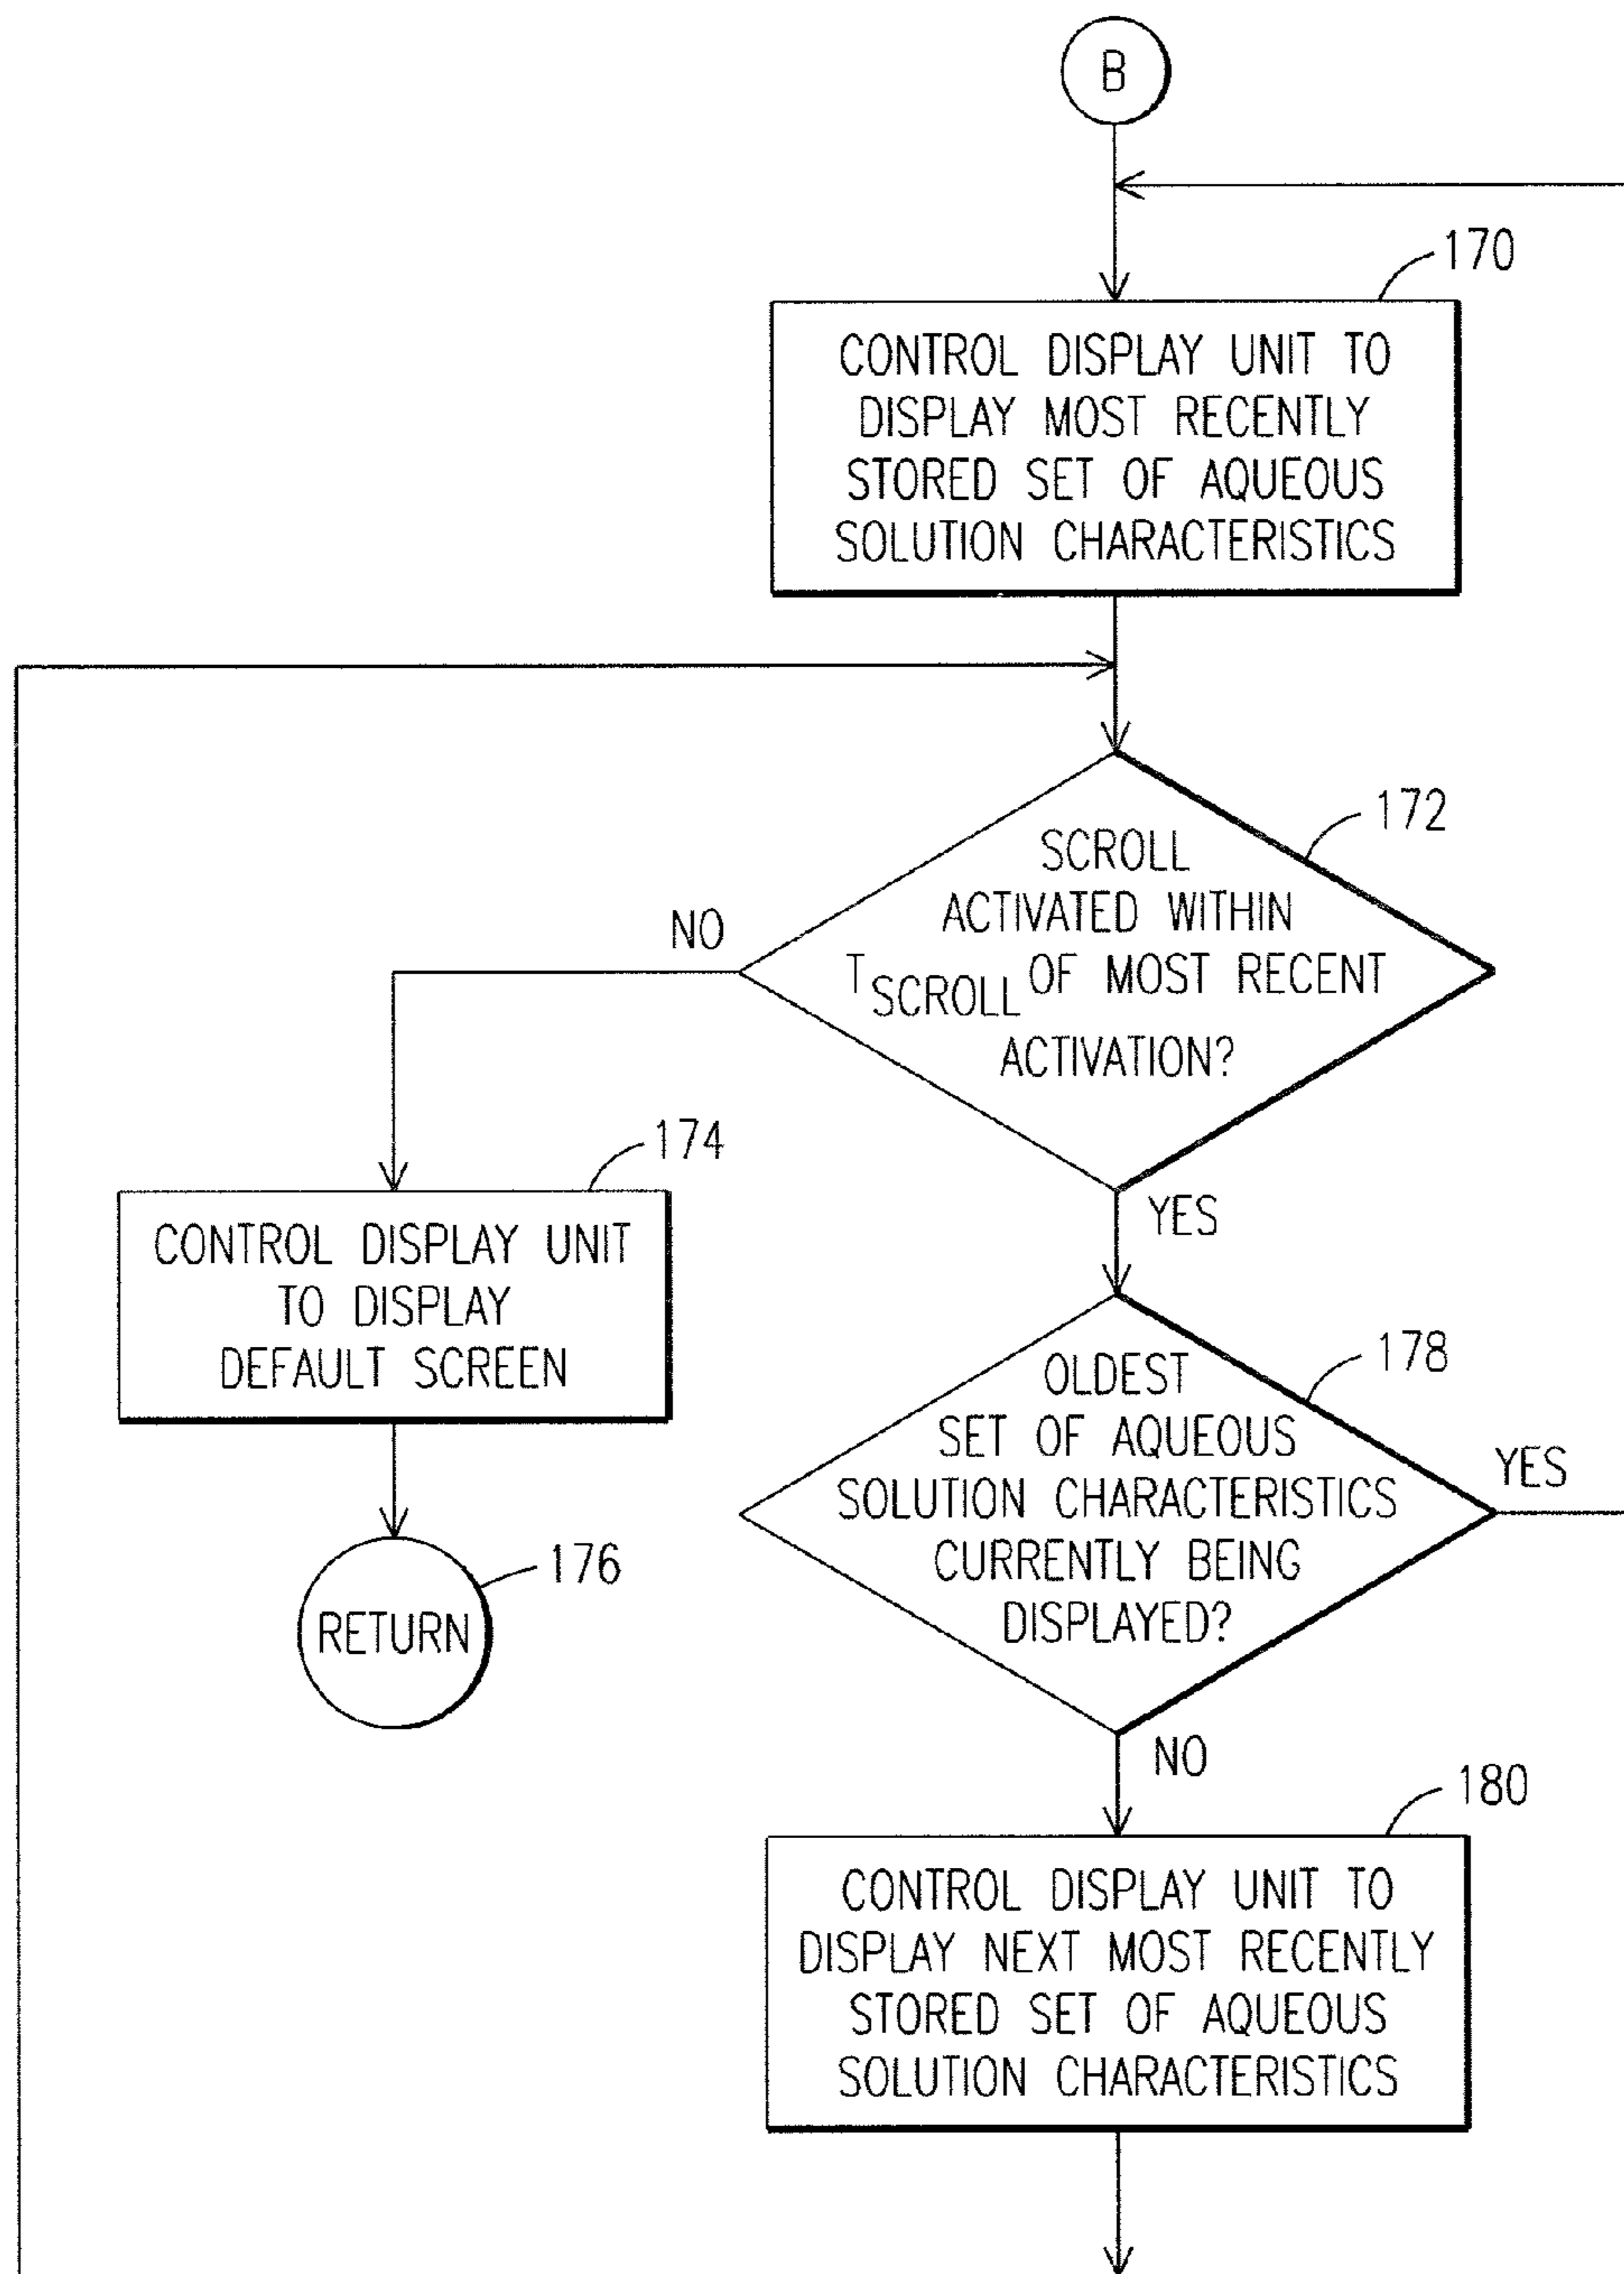 B
170
CONTROL DISPLAY UNIT TO
DISPLAY MOST RECENTLY
STORED SET OF AQUEOUS
SOLUTION CHARACTERISTICS
172
SCROLL
ACTIVATED WITHIN
TSCROLL OF MOST RECENT
ACTIVATION?
NO
YES
174
CONTROL DISPLAY UNIT
TO DISPLAY
DEFAULT SCREEN
176
RETURN
178
OLDEST
SET OF AQUEOUS
SOLUTION CHARACTERISTICS
CURRENTLY BEING
DISPLAYED?
YES
NO
180
CONTROL DISPLAY UNIT TO
DISPLAY NEXT MOST RECENTLY
STORED SET OF AQUEOUS
SOLUTION CHARACTERISTICS